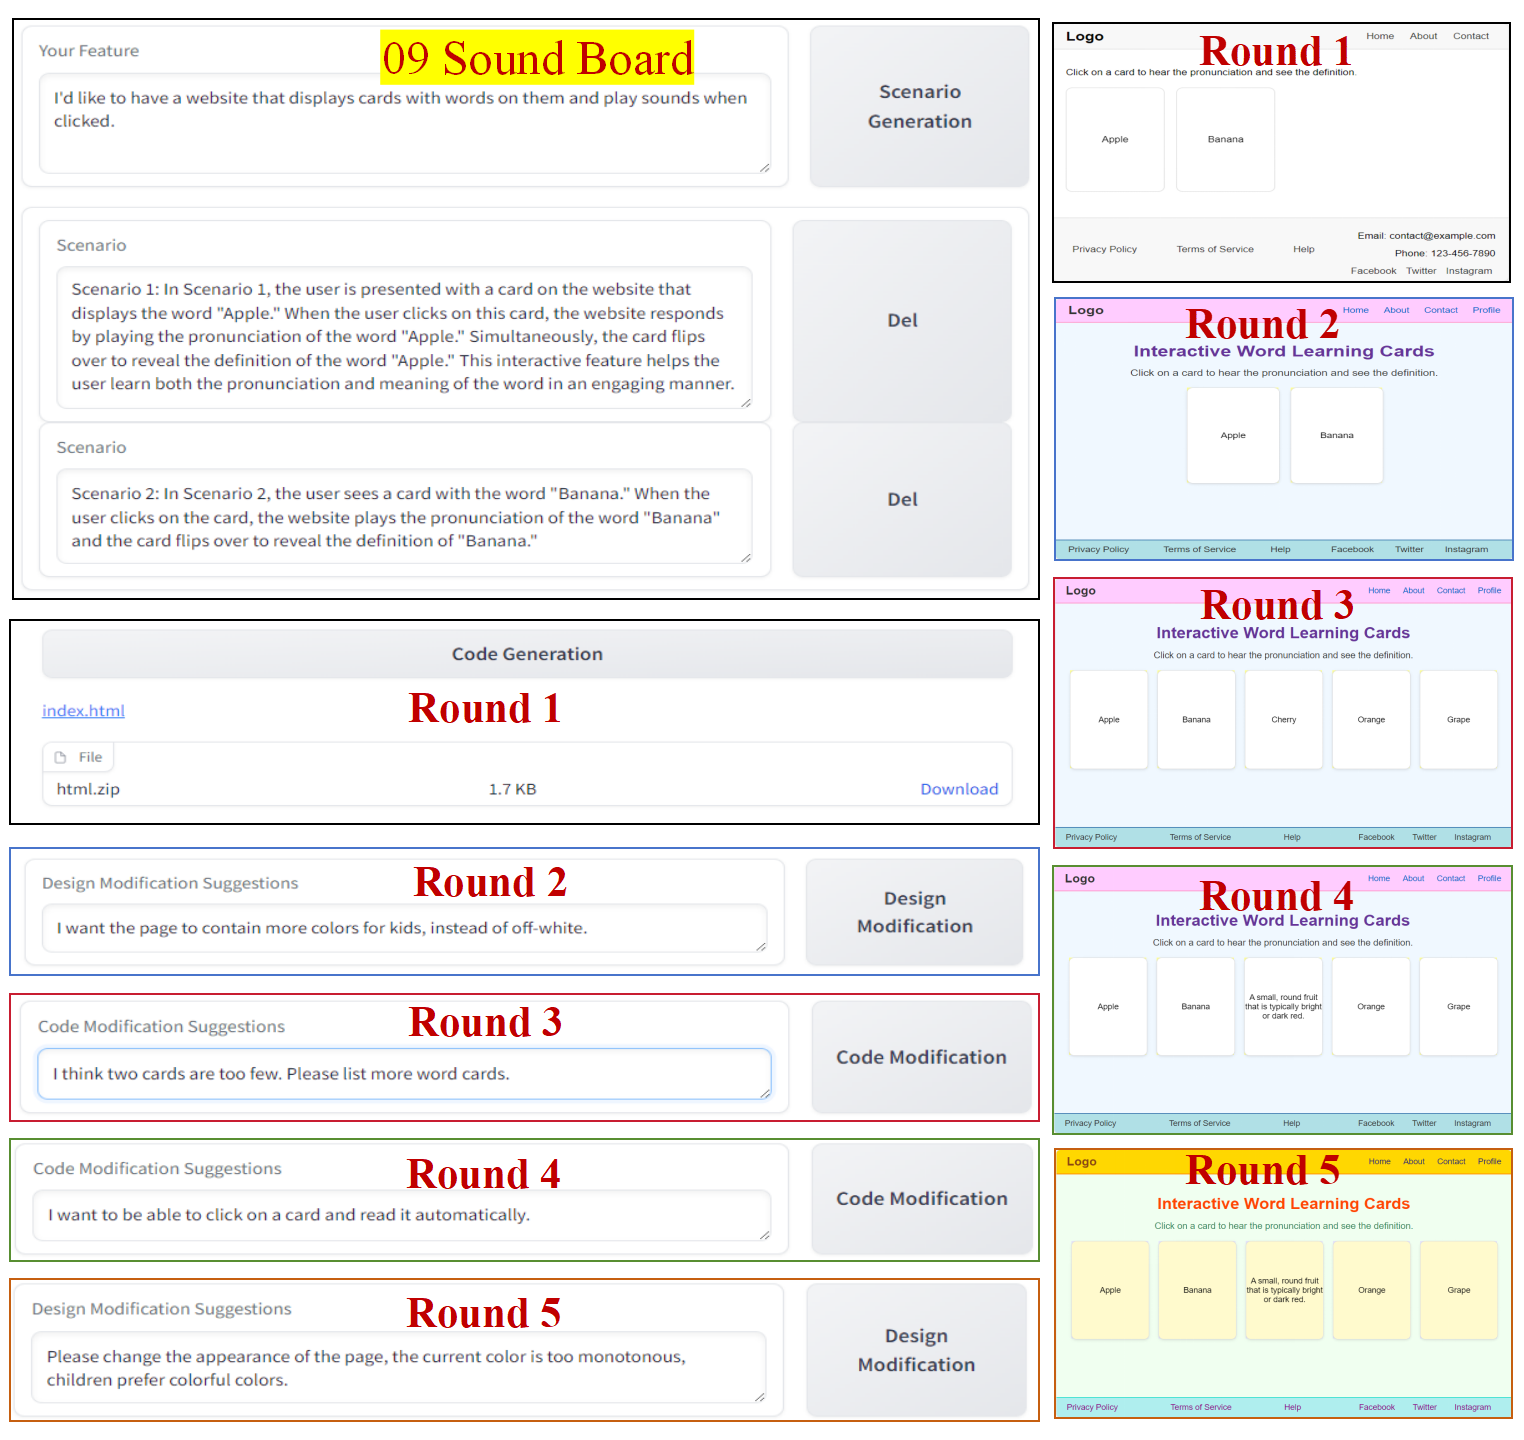 Your Feature
09 Sound Board
I'd like to have a website that displays cards with words on them and play sounds when
clicked.
Scenario
Generation
Scenario
Scenario 1: In Scenario 1, the user is presented with a card on the website that
displays the word "Apple." When the user clicks on this card, the website responds
by playing the pronunciation of the word "Apple." Simultaneously, the card flips
over to reveal the definition of the word "Apple." This interactive feature helps the
user learn both the pronunciation and meaning of the word in an engaging manner.
Del
Scenario
Scenario 2: In Scenario 2, the user sees a card with the word "Banana." When the
user clicks on the card, the website plays the pronunciation of the word "Banana"
and the card flips over to reveal the definition of "Banana."
Del
Code Generation
Round 1
index.html
File
html.zip 1.7 KB Download
Round 2
Design Modification Suggestions
I want the page to contain more colors for kids, instead of off-white.
Design
Modification
Round 3
Code Modification Suggestions
I think two cards are too few. Please list more word cards.
Code Modification
Round 4
Code Modification Suggestions
I want to be able to click on a card and read it automatically.
Code Modification
Round 5
Design Modification Suggestions
Please change the appearance of the page, the current color is too monotonous,
children prefer colorful colors.
Design
Modification
Logo Home About Contact
Round 1
Click on a card to hear the pronunciation and see the definition.
Apple Banana
Email: contact@example.com
Privacy Policy Terms of Service Help
Phone: 123-456-7890
Facebook Twitter Instagram
Logo Home About Contact Profile
Round 2
Interactive Word Learning Cards
Click on a card to hear the pronunciation and see the definition.
Apple Banana
Privacy Policy Terms of Service Help Facebook Twitter Instagram
Logo Home About Contact Profile
Round 3
Interactive Word Learning Cards
Click on a card to hear the pronunciation and see the definition.
Apple Banana Cherry Orange Grape
Privacy Policy Terms of Service Help Facebook Twitter Instagram
Logo Home About Contact Profile
Round 4
Interactive Word Learning Cards
Click on a card to hear the pronunciation and see the definition.
Apple Banana
A small, round fruit
that is typically bright
or dark red.
Orange Grape
Privacy Policy Terms of Service Help Facebook Twitter Instagram
Logo Home About Contact Profile
Round 5
Interactive Word Learning Cards
Click on a card to hear the pronunciation and see the definition.
Apple Banana
A small, round fruit
that is typically bright
or dark red.
Orange Grape
Privacy Policy Terms of Service Help Facebook Twitter Instagram